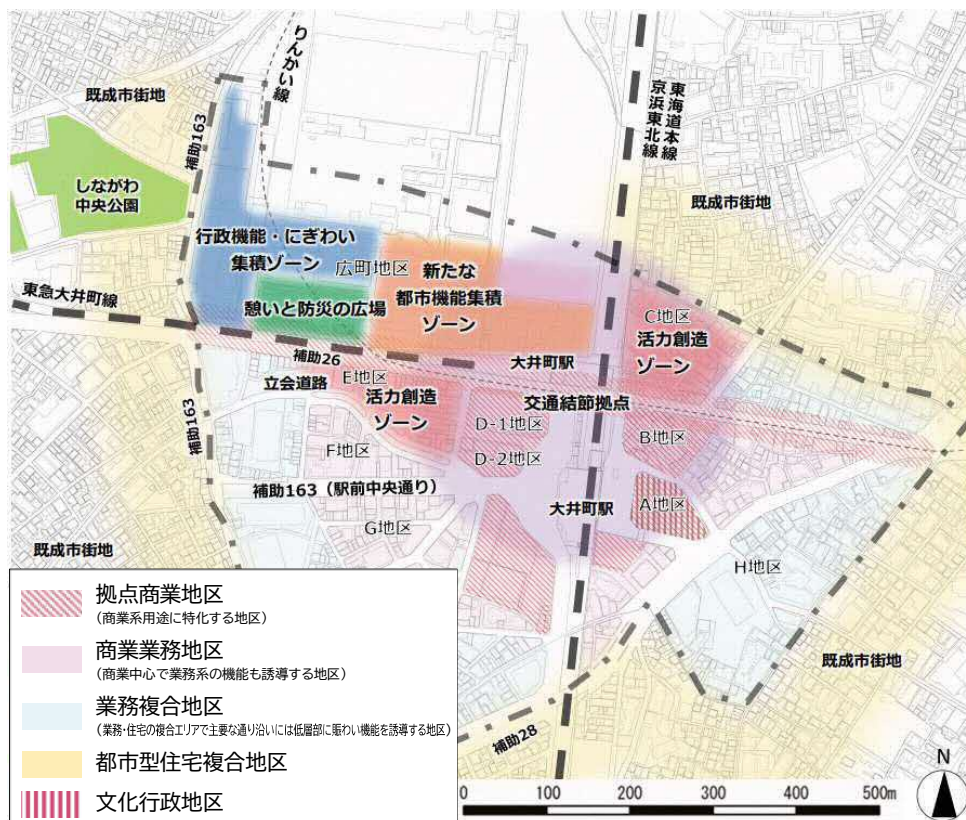 りんかい線
既成市街地
補助163
東海道本線
京浜東北線
しながわ
中央公園
既成市街地
行政機能・にぎわい
集積ゾーン
広町地区
新たな
都市機能集積
ゾーン
東急大井町線
憩いと防災の広場
C地区
活力創造
ゾーン
補助26
大井町駅
立会道路
E地区
活力創造
ゾーン
交通結節拠点
D-1地区
B地区
補助163
F地区
D-2地区
補助163(駅前中央通り)
大井町駅
A地区
G地区
既成市街地
H地区
既成市街地
補助28
拠点商業地区
(商業系用途に特化する地区)
商業業務地区
(商業中心で業務系の機能も誘導する地区)
業務複合地区
(業務・住宅の複合エリアで主要な通り沿いには低層部に賑わい機能を誘導する地区)
都市型住宅複合地区
文化行政地区
N
0 100 200 300 400 500m